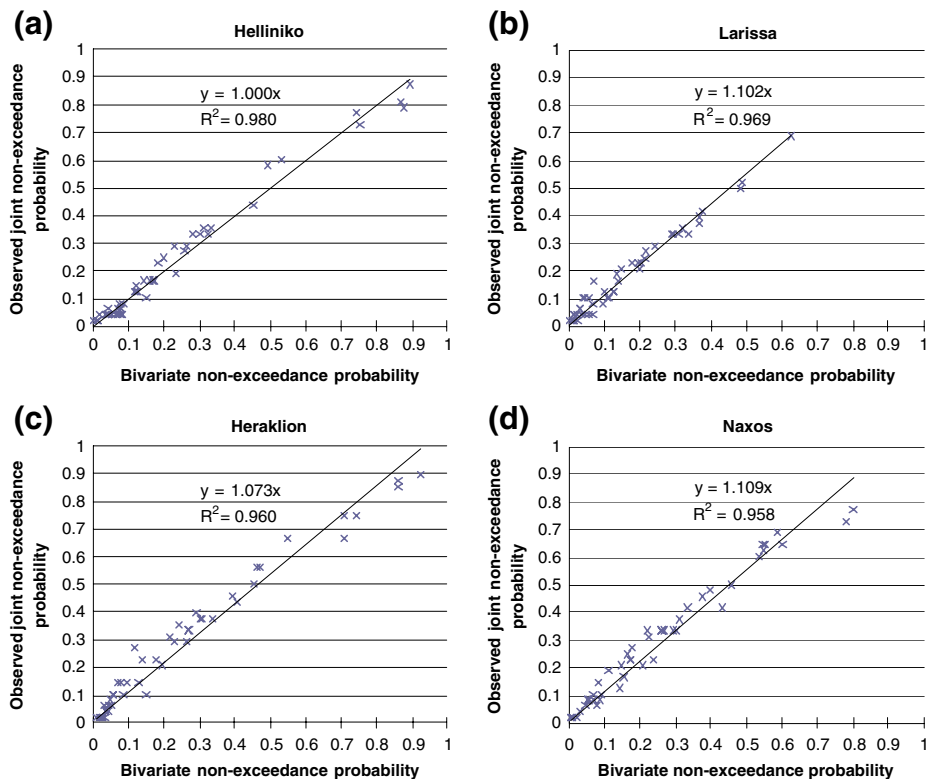 (a)
Helliniko
Observed joint non-exceedance
probability
1
0.9
0.8
0.7
0.6
0.5
0.4
0.3
0.2
0.1
0
y = 1.000x
R² = 0.980
0 0.1 0.2 0.3 0.4 0.5 0.6 0.7 0.8 0.9 1
Bivariate non-exceedance probability
(b)
Larissa
Observed joint non-exceedance
probability
1
0.9
0.8
0.7
0.6
0.5
0.4
0.3
0.2
0.1
0
y = 1.102x
R² = 0.969
0 0.1 0.2 0.3 0.4 0.5 0.6 0.7 0.8 0.9 1
Bivariate non-exceedance probability
(c)
Heraklion
Observed joint non-exceedance
probability
1
0.9
0.8
0.7
0.6
0.5
0.4
0.3
0.2
0.1
0
y = 1.073x
R² = 0.960
0 0.1 0.2 0.3 0.4 0.5 0.6 0.7 0.8 0.9 1
Bivariate non-exceedance probability
(d)
Naxos
Observed joint non-exceedance
probability
1
0.9
0.8
0.7
0.6
0.5
0.4
0.3
0.2
0.1
0
y = 1.109x
R² = 0.958
0 0.1 0.2 0.3 0.4 0.5 0.6 0.7 0.8 0.9 1
Bivariate non-exceedance probability